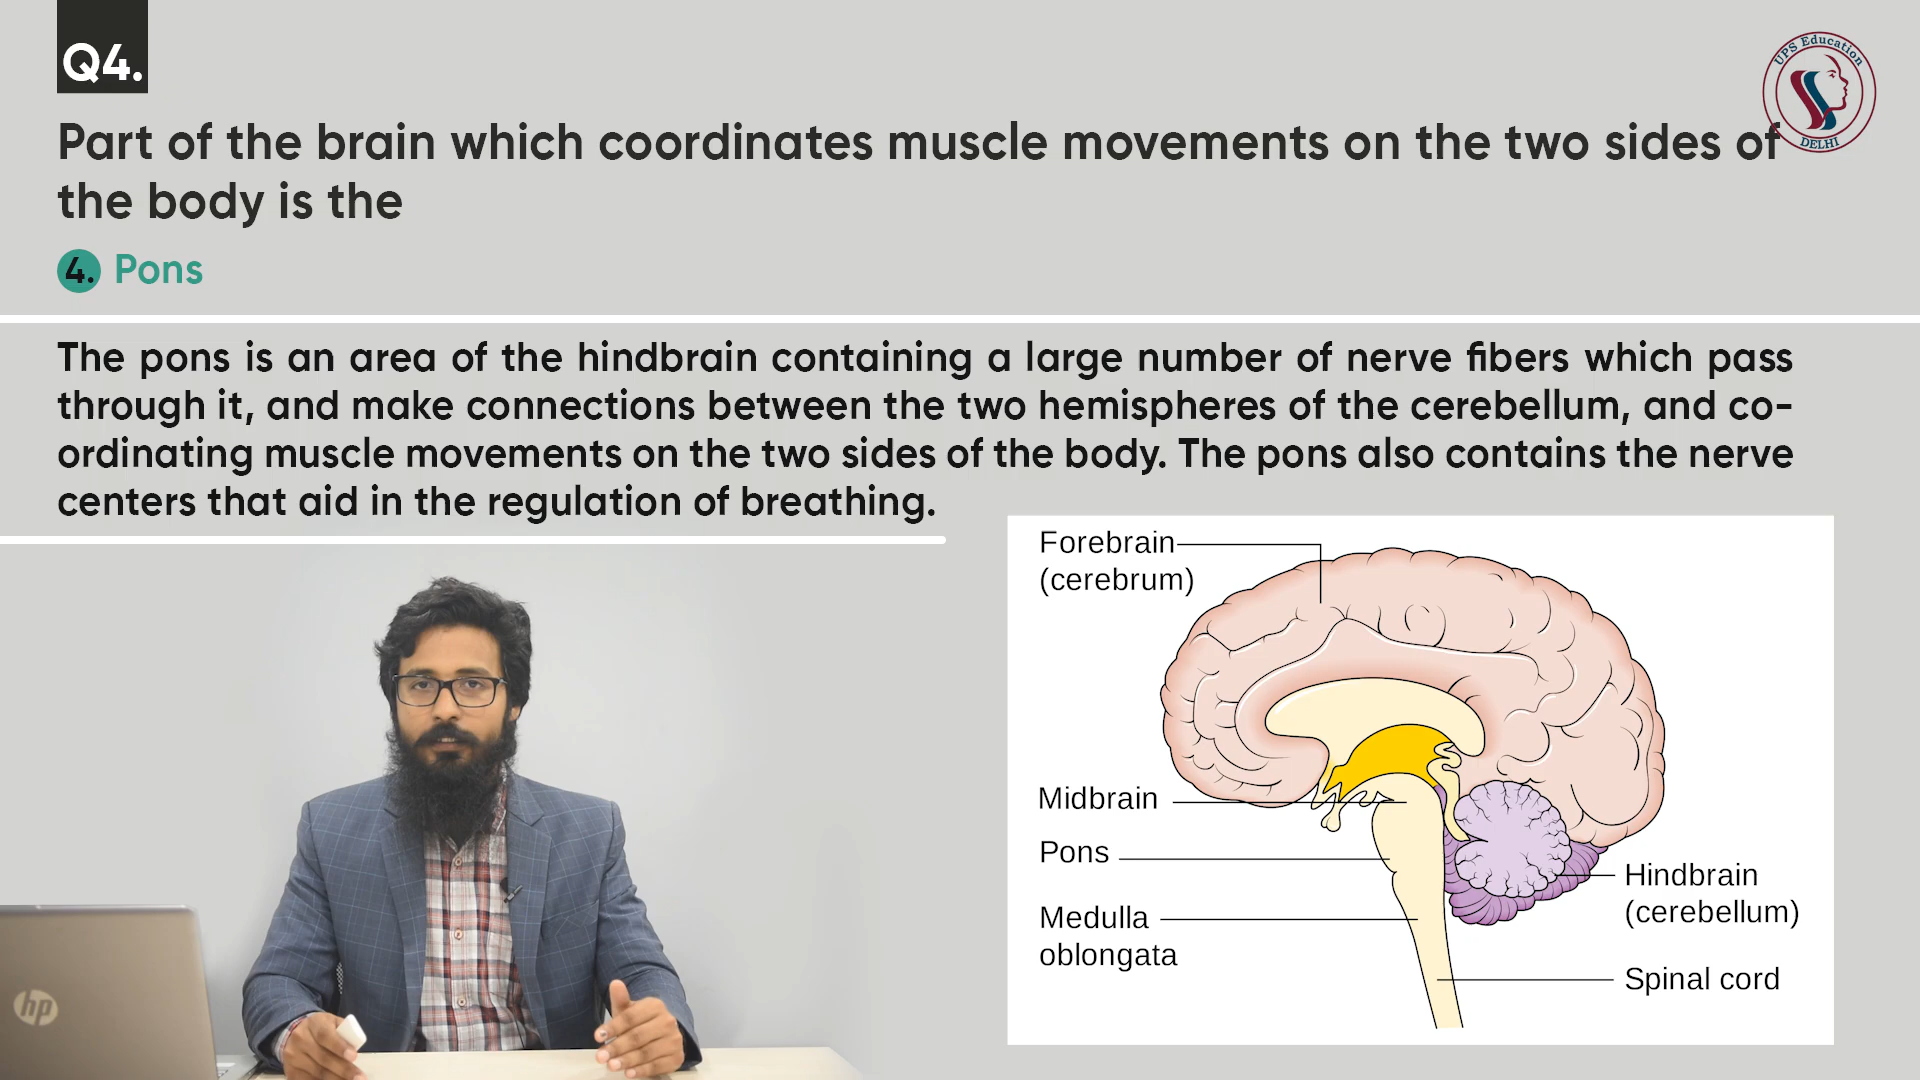 Q4.
UPS Education
DELHI
Part of the brain which coordinates muscle movements on the two sides of
the body is the
4. Pons
The pons is an area of the hindbrain containing a large number of nerve fibers which pass
through it, and make connections between the two hemispheres of the cerebellum, and co-
ordinating muscle movements on the two sides of the body. The pons also contains the nerve
centers that aid in the regulation of breathing.
Forebrain
(cerebrum)
Midbrain
Pons
Medulla
oblongata
Hindbrain
(cerebellum)
Spinal cord
hp